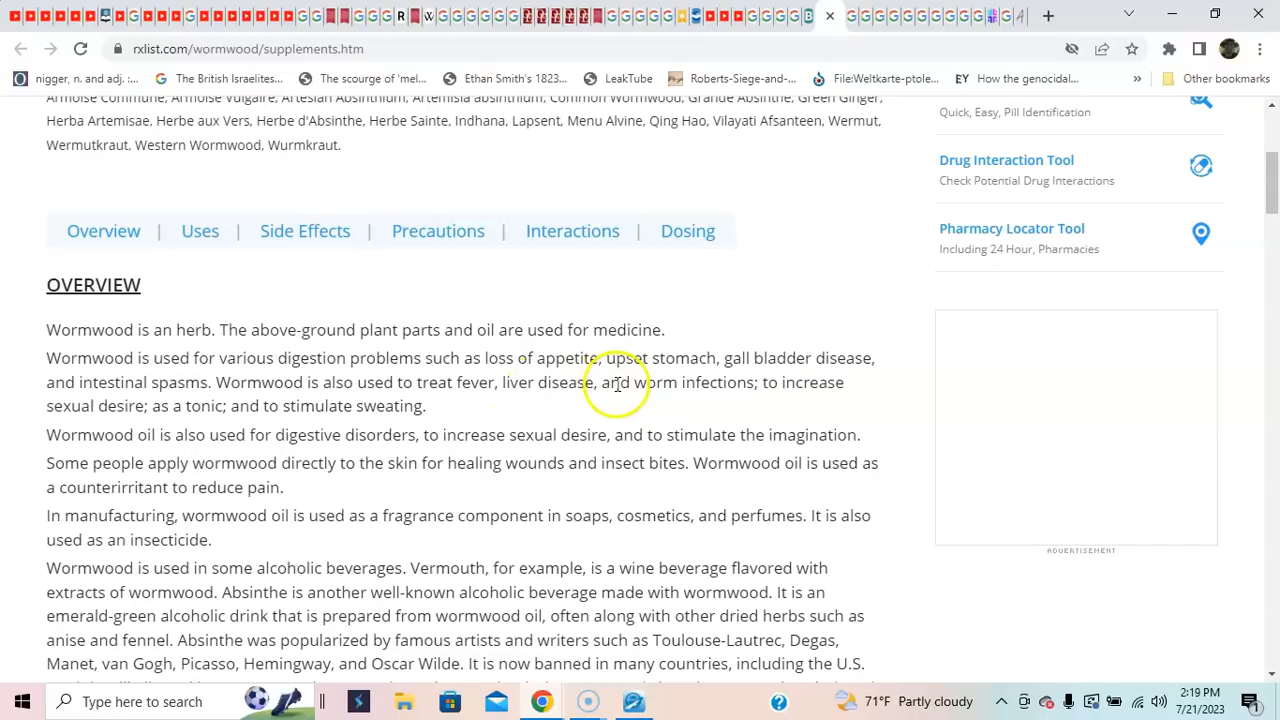 rxlist.com/wormwood/supplements.htm
nigger, n. and adj. :...
The British Israelites...
The scourge of 'mel...
Ethan Smith's 1823...
LeakTube
Roberts-Siege-and-...
File:Weltkarte-ptole...
EY
How the genocidal...
»
Other bookmarks
Armoise Commune, Armoise Vulgaire, Artesian Absinthium, Artemisia absinthium, Common Wormwood, Grande Absinthe, Green Ginger,
Herba Artemisae, Herbe aux Vers, Herbe d'Absinthe, Herbe Sainte, Indhana, Lapsent, Menu Alvine, Qing Hao, Vilayati Afsanteen, Wermut,
Wermutkraut, Western Wormwood, Wurmkraut.
Quick, Easy, Pill Identification
Drug Interaction Tool
Check Potential Drug Interactions
Pharmacy Locator Tool
Including 24 Hour, Pharmacies
Overview | Uses | Side Effects | Precautions | Interactions | Dosing
OVERVIEW
Wormwood is an herb. The above-ground plant parts and oil are used for medicine.
Wormwood is used for various digestion problems such as loss of appetite, upset stomach, gall bladder disease,
and intestinal spasms. Wormwood is also used to treat fever, liver disease, and worm infections; to increase
sexual desire; as a tonic; and to stimulate sweating.
Wormwood oil is also used for digestive disorders, to increase sexual desire, and to stimulate the imagination.
Some people apply wormwood directly to the skin for healing wounds and insect bites. Wormwood oil is used as
a counterirritant to reduce pain.
In manufacturing, wormwood oil is used as a fragrance component in soaps, cosmetics, and perfumes. It is also
used as an insecticide.
Wormwood is used in some alcoholic beverages. Vermouth, for example, is a wine beverage flavored with
extracts of wormwood. Absinthe is another well-known alcoholic beverage made with wormwood. It is an
emerald-green alcoholic drink that is prepared from wormwood oil, often along with other dried herbs such as
anise and fennel. Absinthe was popularized by famous artists and writers such as Toulouse-Lautrec, Degas,
Manet, van Gogh, Picasso, Hemingway, and Oscar Wilde. It is now banned in many countries, including the U.S.
ADVERTISEMENT
Type here to search
71°F Partly cloudy
2:19 PM
7/21/2023